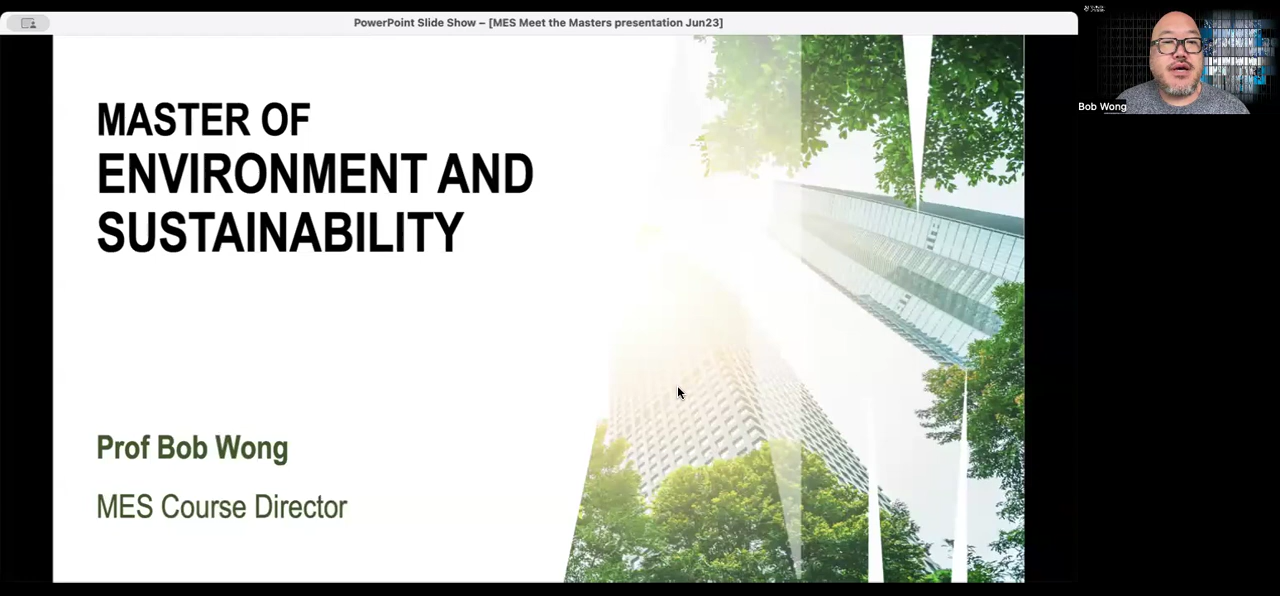 PowerPoint Slide Show – [MES Meet the Masters presentation Jun23]
MASTER OF
ENVIRONMENT AND
SUSTAINABILITY
Prof Bob Wong
MES Course Director
Bob Wong